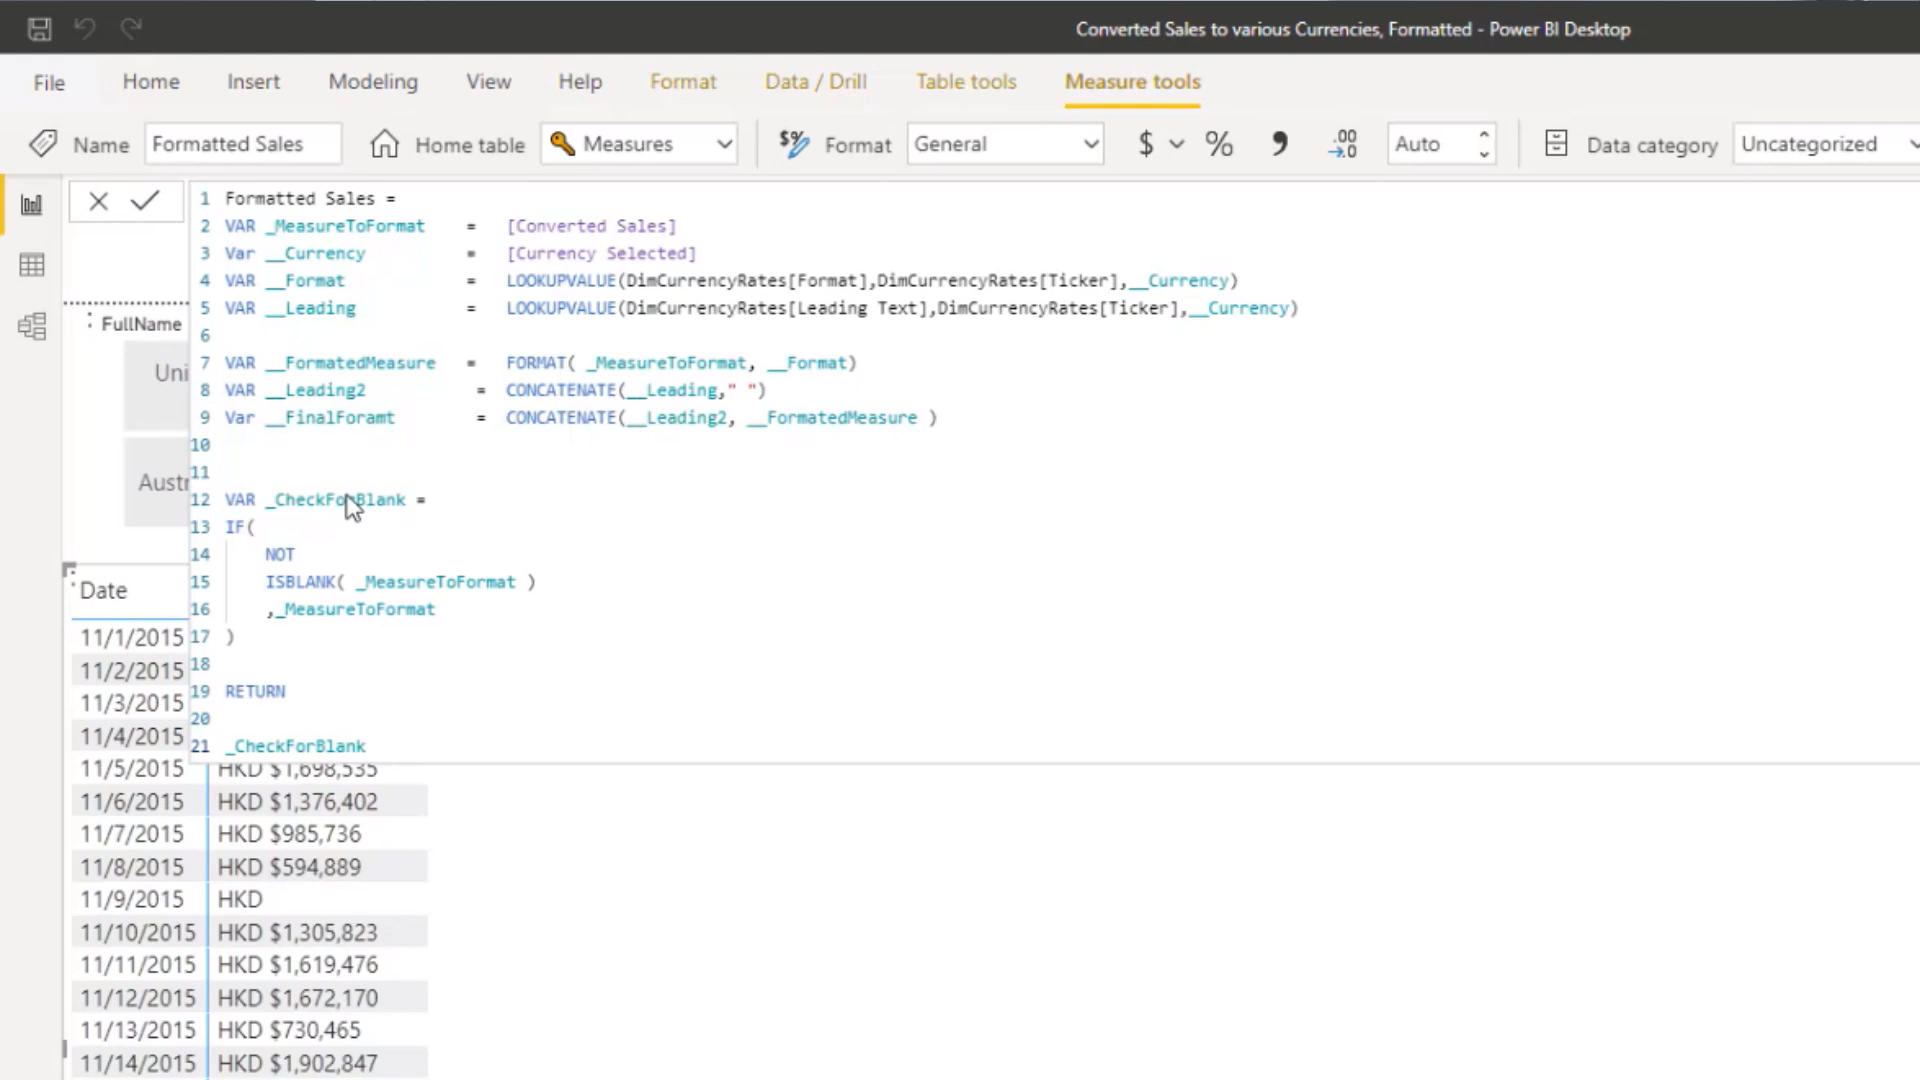 Converted Sales to various Currencies, Formatted - Power BI Desktop
File Home Insert Modeling View Help Format Data / Drill Table tools Measure tools
Name Formatted Sales Home table Measures $% Format General $ % 9 .00 →.0 Auto Data category Uncategorized
1 Formatted Sales =
2 VAR _MeasureToFormat = [Converted Sales]
3 Var __Currency = [Currency Selected]
4 VAR __Format = LOOKUPVALUE(DimCurrencyRates[Format],DimCurrencyRates[Ticker],__Currency)
5 VAR __Leading = LOOKUPVALUE(DimCurrencyRates[Leading Text],DimCurrencyRates[Ticker],__Currency)
6
7 VAR __FormatedMeasure = FORMAT( _MeasureToFormat, __Format)
8 VAR __Leading2 = CONCATENATE(__Leading," ")
9 Var __FinalForamt = CONCATENATE(__Leading2, __FormatedMeasure )
10
11
12 VAR _CheckForBlank =
13 IF(
14 NOT
15 ISBLANK( _MeasureToFormat )
16 ,_MeasureToFormat
17 )
18
19 RETURN
20
21 _CheckForBlank
FullName
Uni
Austr
Date
11/1/2015
11/2/2015
11/3/2015
11/4/2015
11/5/2015 HKD $1,698,535
11/6/2015 HKD $1,376,402
11/7/2015 HKD $985,736
11/8/2015 HKD $594,889
11/9/2015 HKD
11/10/2015 HKD $1,305,823
11/11/2015 HKD $1,619,476
11/12/2015 HKD $1,672,170
11/13/2015 HKD $730,465
11/14/2015 HKD $1,902,847